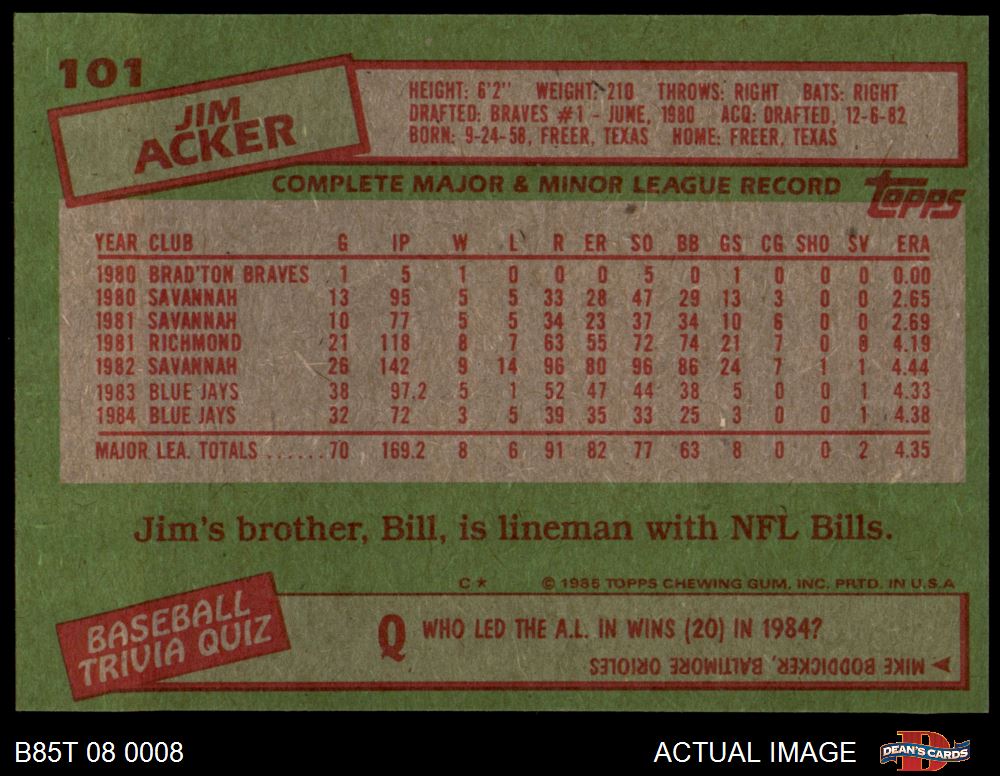 101
JIM
ACKER
HEIGHT: 6'2" WEIGHT: 210 THROWS: RIGHT BATS: RIGHT
DRAFTED: BRAVES #1 - JUNE, 1980 ACQ: DRAFTED, 12-6-82
BORN: 9-24-58, FREER, TEXAS HOME: FREER, TEXAS
COMPLETE MAJOR & MINOR LEAGUE RECORD
topps
YEAR CLUB G IP W L R ER SO BB GS CG SHO SV ERA
1980 BRAD'TON BRAVES 1 5 1 0 0 0 5 0 1 0 0 0 0.00
1980 SAVANNAH 13 95 5 5 33 28 47 29 13 3 0 0 2.65
1981 SAVANNAH 10 77 5 5 34 23 37 34 10 6 0 0 2.69
1981 RICHMOND 21 118 8 7 63 55 72 74 21 7 0 0 4.19
1982 SAVANNAH 26 142 9 14 96 80 96 86 24 7 1 1 4.44
1983 BLUE JAYS 38 97.2 5 1 52 47 44 38 5 0 0 1 4.33
1984 BLUE JAYS 32 72 3 5 39 35 33 25 3 0 0 1 4.38
MAJOR LEA. TOTALS ...... 70 169.2 8 6 91 82 77 63 8 0 0 2 4.35
Jim's brother, Bill, is lineman with NFL Bills.
C* © 1985 TOPPS CHEWING GUM, INC. PRTD. IN U.S.A
BASEBALL
TRIVIA QUIZ
Q WHO LED THE A.L. IN WINS (20) IN 1984?
MIKE BODDICKER, BALTIMORE ORIOLES
B85T 08 0008
ACTUAL IMAGE
D
DEAN'S CARDS